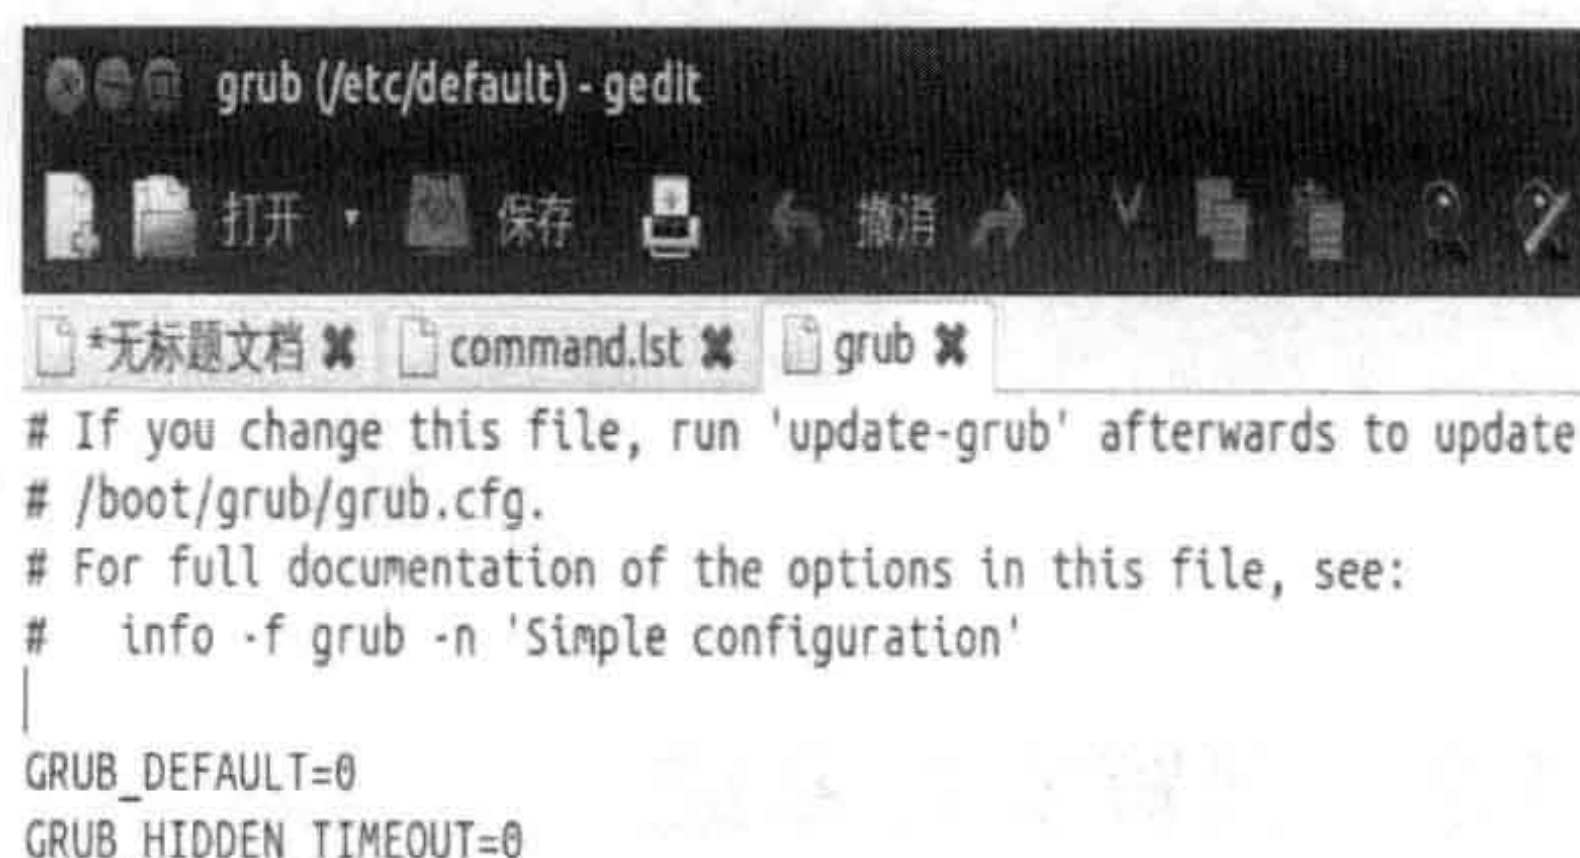 grub (/etc/default) - gedit
打开 保存 撤消
*无标题文档 command.lst grub
# If you change this file, run 'update-grub' afterwards to update
# /boot/grub/grub.cfg.
# For full documentation of the options in this file, see:
#   info -f grub -n 'Simple configuration'
GRUB_DEFAULT=0
GRUB_HIDDEN_TIMEOUT=0